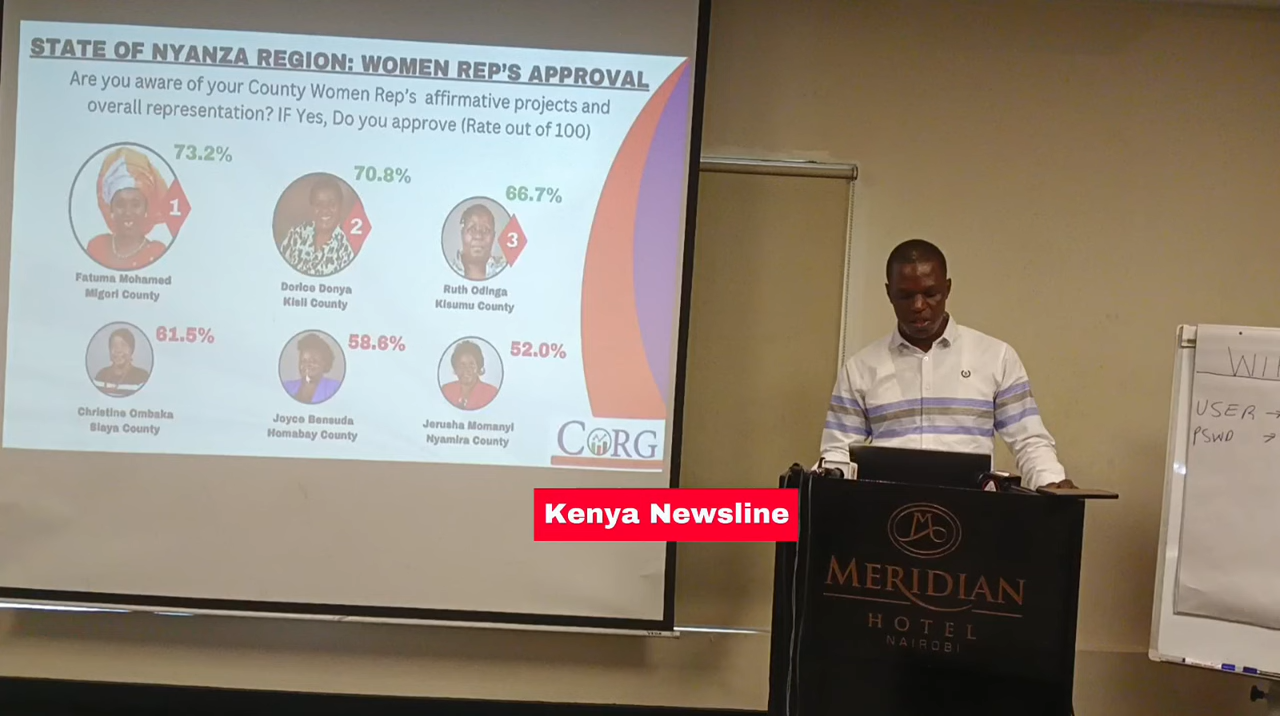 STATE OF NYANZA REGION: WOMEN REP'S APPROVAL
Are you aware of your County Women Rep's affirmative projects and
overall representation? IF Yes, Do you approve (Rate out of 100)
73.2%
1
Fatuma Mohamed
Migori County
70.8%
2
Dorice Donya
Kisii County
66.7%
3
Ruth Odinga
Kisumu County
61.5%
Christine Ombaka
Siaya County
58.6%
Joyce Bensuda
Homabay County
52.0%
Jerusha Momanyi
Nyamira County
CORG
Kenya Newsline
M
MERIDIAN
HOTEL
NAIROBI
USER →
PSWD →